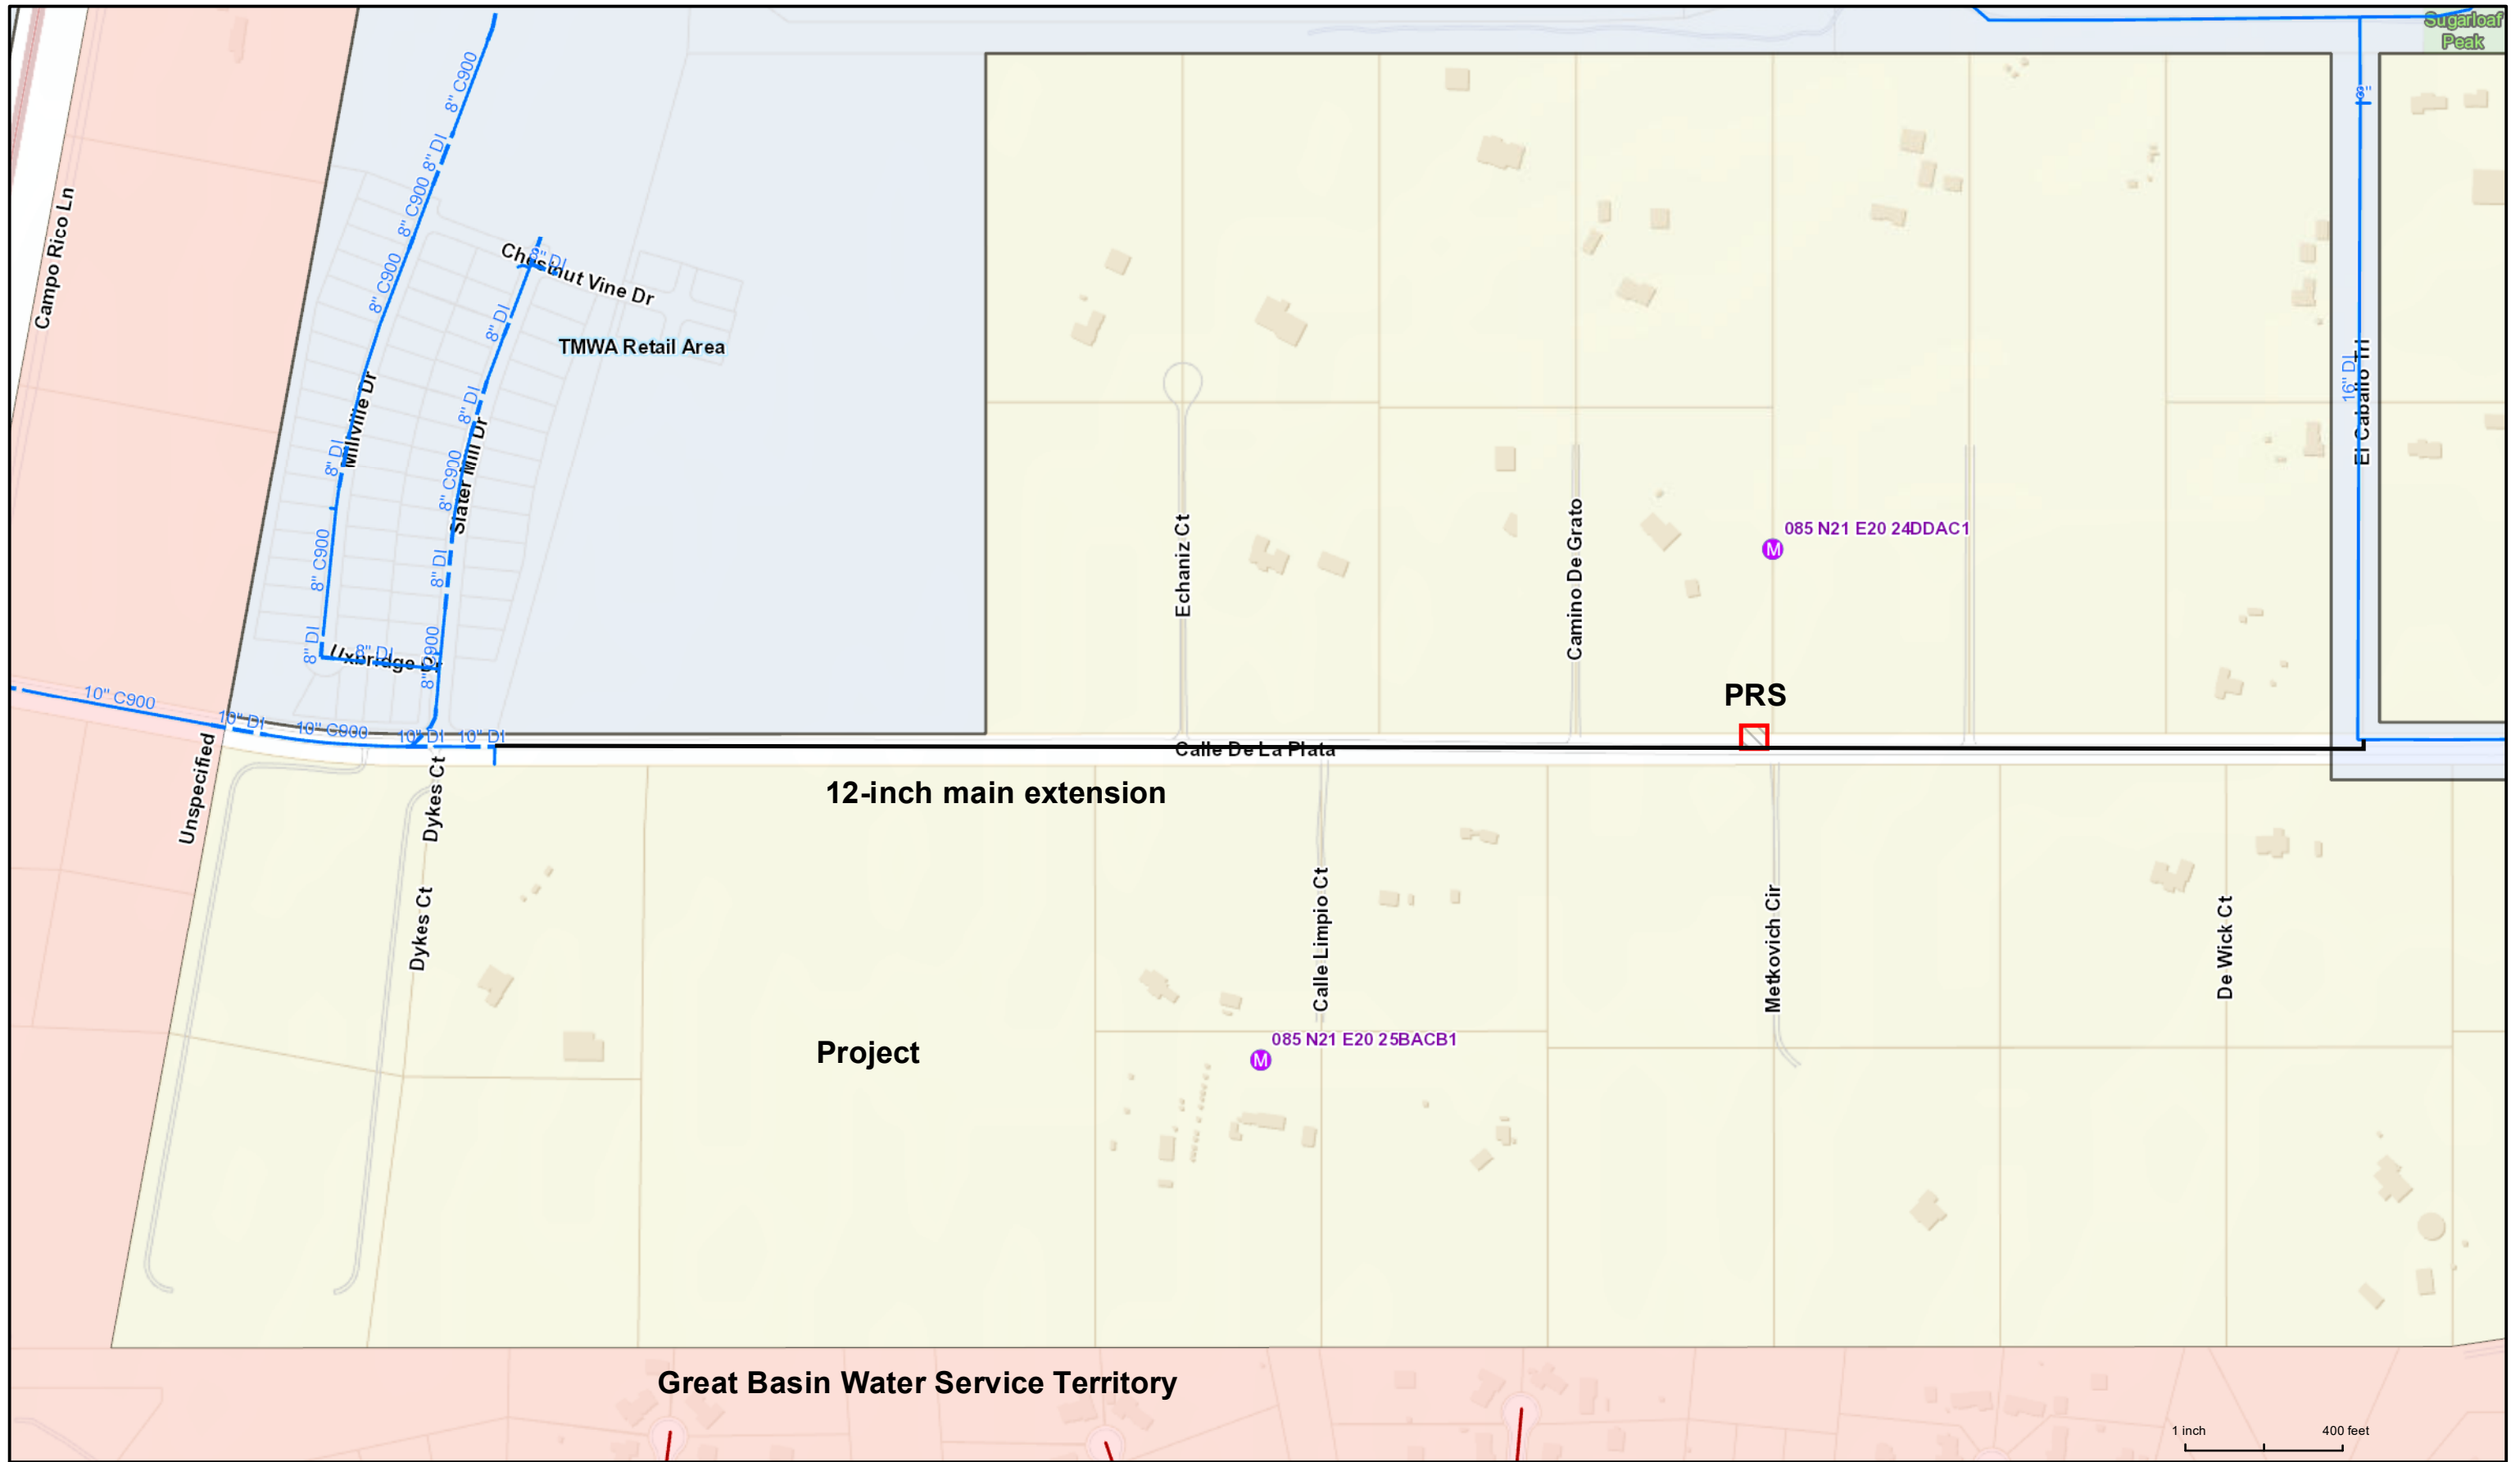 Sugarloaf
Peak
8" C900
8" DI
8" C900
8" C900
8" DI
8" C900
8" DI
Campo Rico Ln
Millville Dr
Chestnut Vine Dr
8" DI
8" DI
8" DI
8" C900
8" DI
8" C900
Slater Mill Dr
Uxbridge Dr
8" DI
TMWA Retail Area
8"
16" DI
El Caballo Trl
Echaniz Ct
Camino De Grato
085 N21 E20 24DDAC1
M
PRS
10" C900
10" DI
10" C900
10" DI
10" DI
Calle De La Plata
12-inch main extension
Unspecified
Dykes Ct
Dykes Ct
Calle Limpio Ct
Metkovich Cir
De Wick Ct
Project
085 N21 E20 25BACB1
M
Great Basin Water Service Territory
1 inch
400 feet